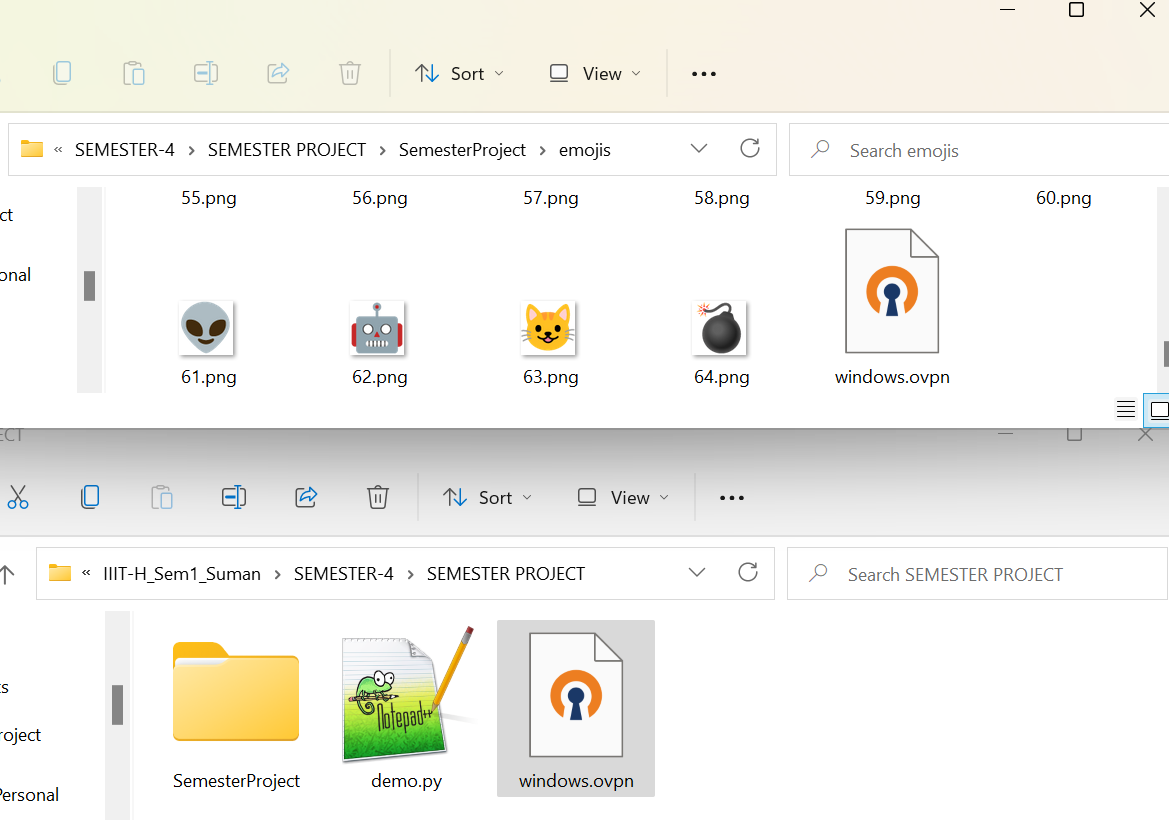 Sort View
« SEMESTER-4 > SEMESTER PROJECT > SemesterProject > emojis
Search emojis
ct
onal
55.png 56.png 57.png 58.png 59.png 60.png
61.png 62.png 63.png 64.png windows.ovpn
ECT
Sort View
« IIIT-H_Sem1_Suman > SEMESTER-4 > SEMESTER PROJECT
Search SEMESTER PROJECT
ts
roject
Personal
Notepad++
SemesterProject demo.py windows.ovpn